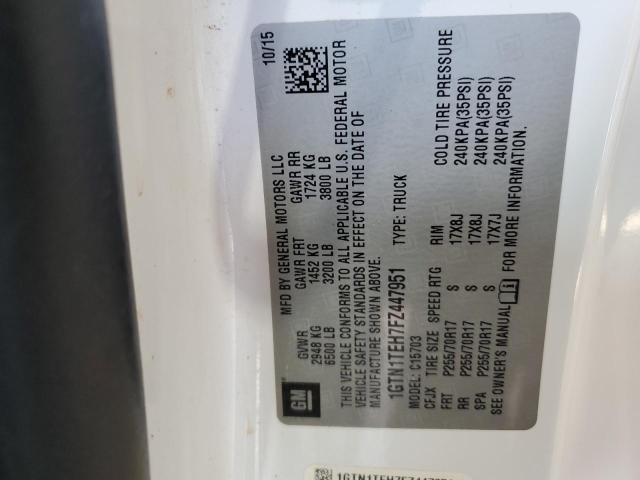 MFD BY GENERAL MOTORS LLC 10/15
GVWR GAWR FRT GAWR RR
2948 KG 1452 KG 1724 KG
6500 LB 3200 LB 3800 LB
THIS VEHICLE CONFORMS TO ALL APPLICABLE U.S. FEDERAL MOTOR
VEHICLE SAFETY STANDARDS IN EFFECT ON THE DATE OF
MANUFACTURE SHOWN ABOVE.
GM
1GTN1TEH7FZ447951 TYPE: TRUCK
MODEL: C15703
CFJX TIRE SIZE SPEED RTG RIM COLD TIRE PRESSURE
FRT P255/70R17 S 17X8J 240KPA(35PSI)
RR P255/70R17 S 17X8J 240KPA(35PSI)
SPA P255/70R17 S 17X7J 240KPA(35PSI)
SEE OWNER'S MANUAL FOR MORE INFORMATION.